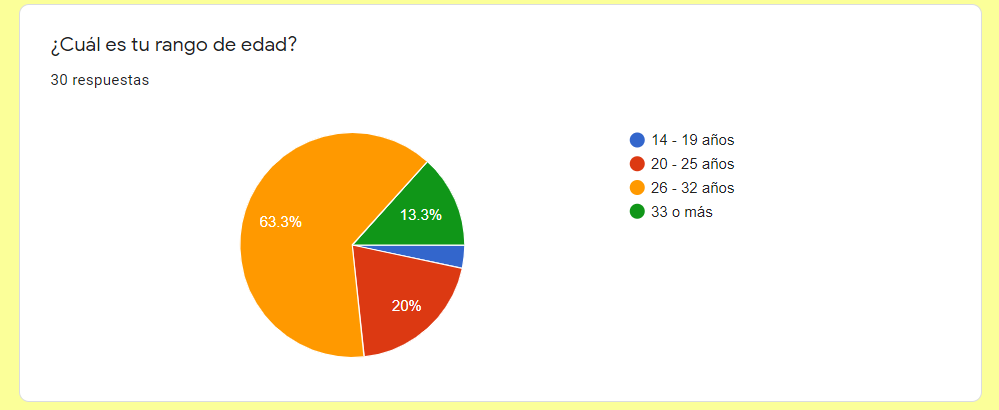 ¿Cuál es tu rango de edad?
30 respuestas
14 - 19 años
20 - 25 años
26 - 32 años
33 o más
63.3%
13.3%
20%